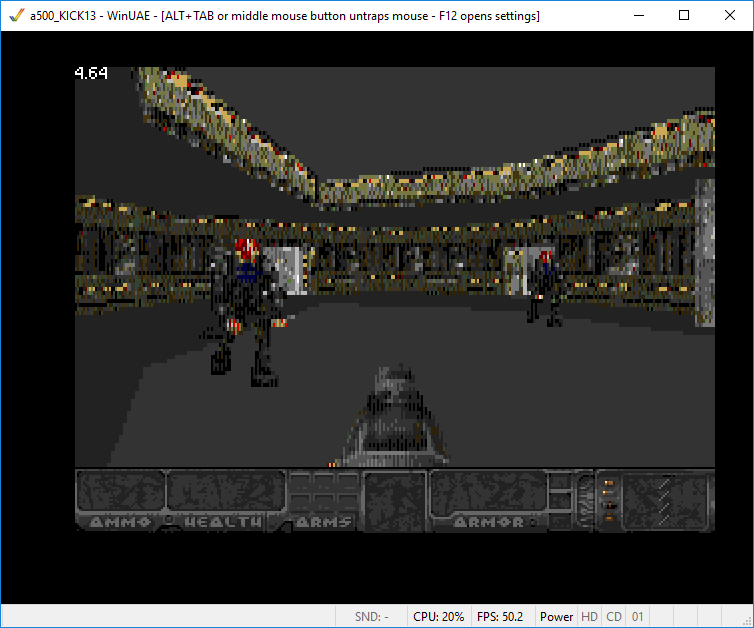 a500_KICK13 - WinUAE - [ALT+TAB or middle mouse button untraps mouse - F12 opens settings]
4.64
AMMO HEALTH ARMS ARMOR
SND: - CPU: 20% FPS: 50.2 Power HD CD 01